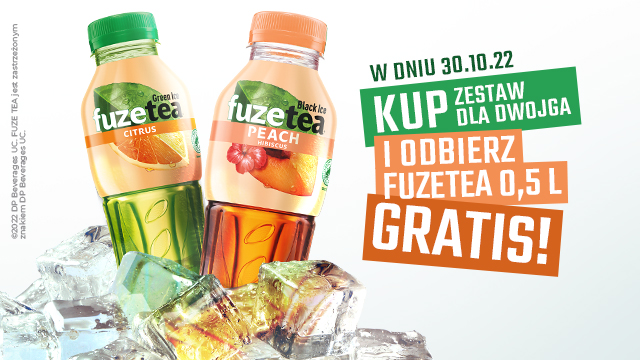 ©2022 DP Beverages UC. FUZE TEA jest zastrzeżonym
znakiem DP Beverages UC.
Green Ice
fuzetea
CITRUS
Black Ice
fuzetea
PEACH
HIBISCUS
W DNIU 30.10.22
KUP ZESTAW
DLA DWOJGA
I ODBIERZ
FUZETEA 0,5 L
GRATIS!